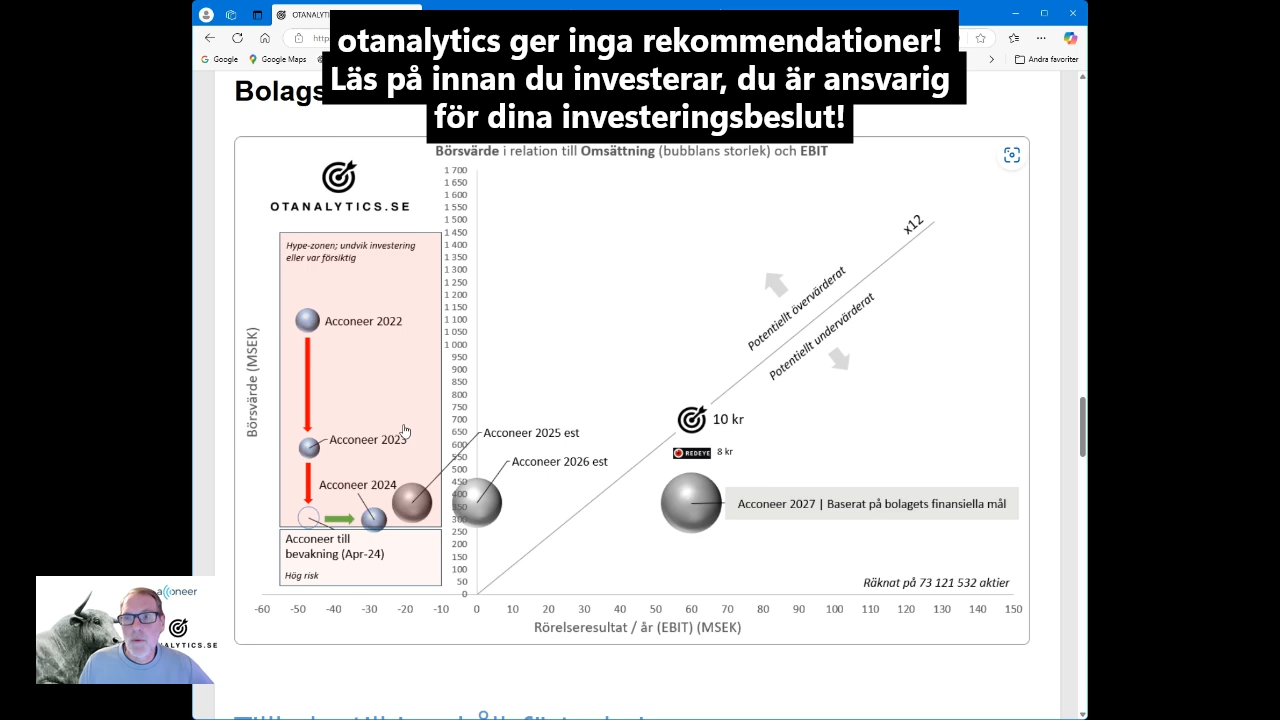 OTANALYTICS
otanalytics ger inga rekommendationer!
Läs på innan du investerar, du är ansvarig
för dina investeringsbeslut!
Google
Google Maps
Andra favoriter
Bolags
Börsvärde i relation till Omsättning (bubblans storlek) och EBIT
OTANALYTICS.SE
Hype-zonen; undvik investering
eller var försiktig
Börsvärde (MSEK)
1 700
1 650
1 600
1 550
1 500
1 450
1 400
1 350
1 300
1 250
1 200
1 150
1 100
1 050
1 000
950
900
850
800
750
700
650
600
550
500
450
400
350
300
250
200
150
100
50
0
x12
Potentiellt övervärderat
Potentiellt undervärderat
Acconeer 2022
Acconeer 2023
Acconeer 2024
Acconeer 2025 est
Acconeer 2026 est
10 kr
REDEYE 8 kr
Acconeer 2027 | Baserat på bolagets finansiella mål
Acconeer till
bevakning (Apr-24)
Hög risk
Räknat på 73 121 532 aktier
-60 -50 -40 -30 -20 -10 0 10 20 30 40 50 60 70 80 90 100 110 120 130 140 150
Rörelseresultat / år (EBIT) (MSEK)
acconeer